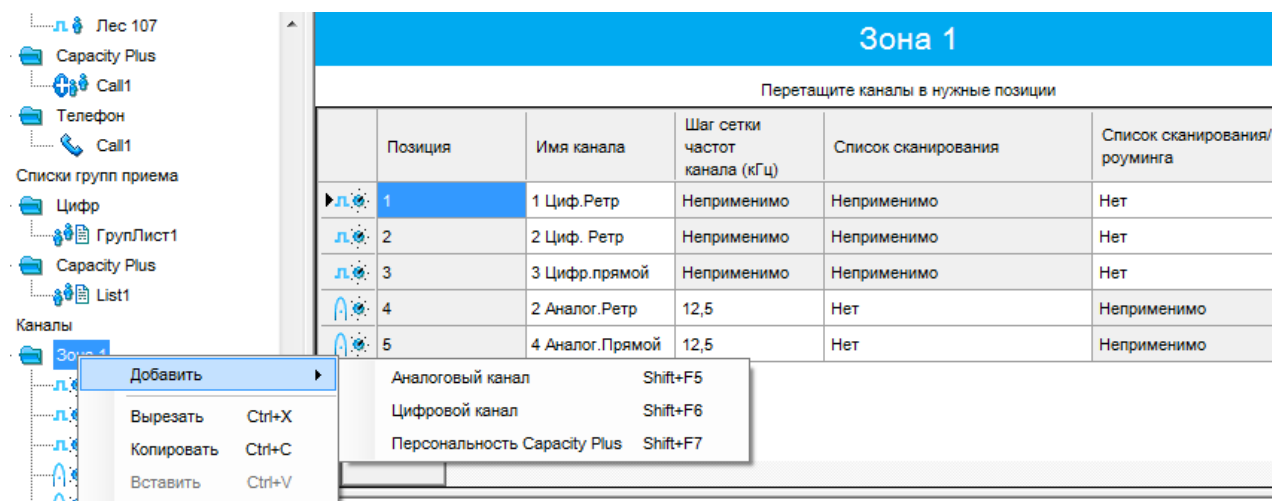 Лес 107
Capacity Plus
Call1
Телефон
Call1
Списки групп приема
Цифр
ГрупЛист1
Capacity Plus
List1
Каналы
Зона 1
Добавить
Вырезать Ctrl+X
Копировать Ctrl+C
Вставить Ctrl+V
Аналоговый канал Shift+F5
Цифровой канал Shift+F6
Персональность Capacity Plus Shift+F7
Зона 1
Перетащите каналы в нужные позиции
Позиция Имя канала Шаг сетки частот канала (кГц) Список сканирования Список сканирования/роуминга
1 1 Циф.Ретр Неприменимо Неприменимо Нет
2 2 Циф. Ретр Неприменимо Неприменимо Нет
3 3 Цифр.прямой Неприменимо Неприменимо Нет
4 2 Аналог.Ретр 12,5 Нет Неприменимо
5 4 Аналог.Прямой 12,5 Нет Неприменимо